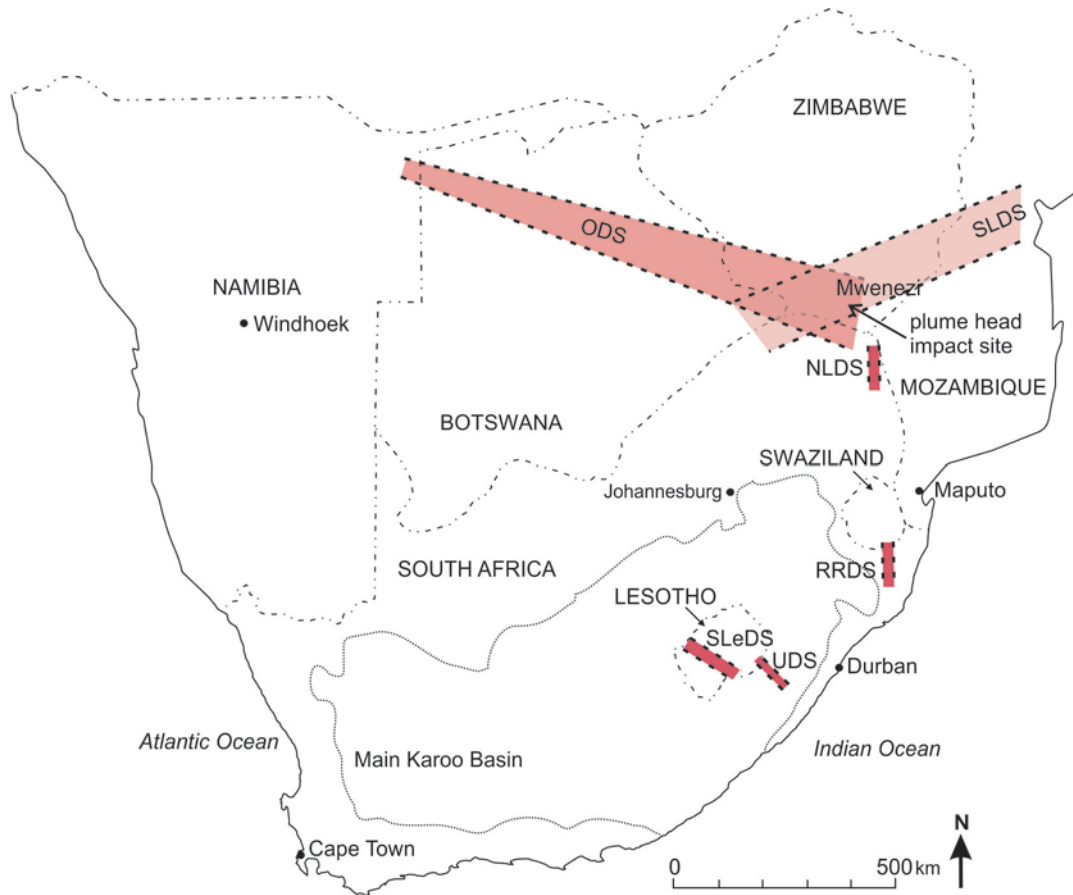 ZIMBABWE
ODS
SLDS
NAMIBIA
Mwenezi
Windhoek
plume head
impact site
NLDS
MOZAMBIQUE
BOTSWANA
SWAZILAND
Johannesburg
Maputo
SOUTH AFRICA
RRDS
LESOTHO
SLeDS
UDS
Durban
Atlantic Ocean
Main Karoo Basin
Indian Ocean
N
Cape Town
0
500 km